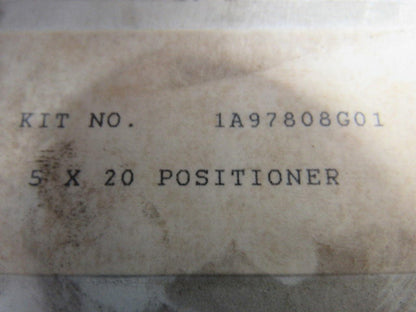 KIT NO. 1A97808G01
5 X 20 POSITIONER